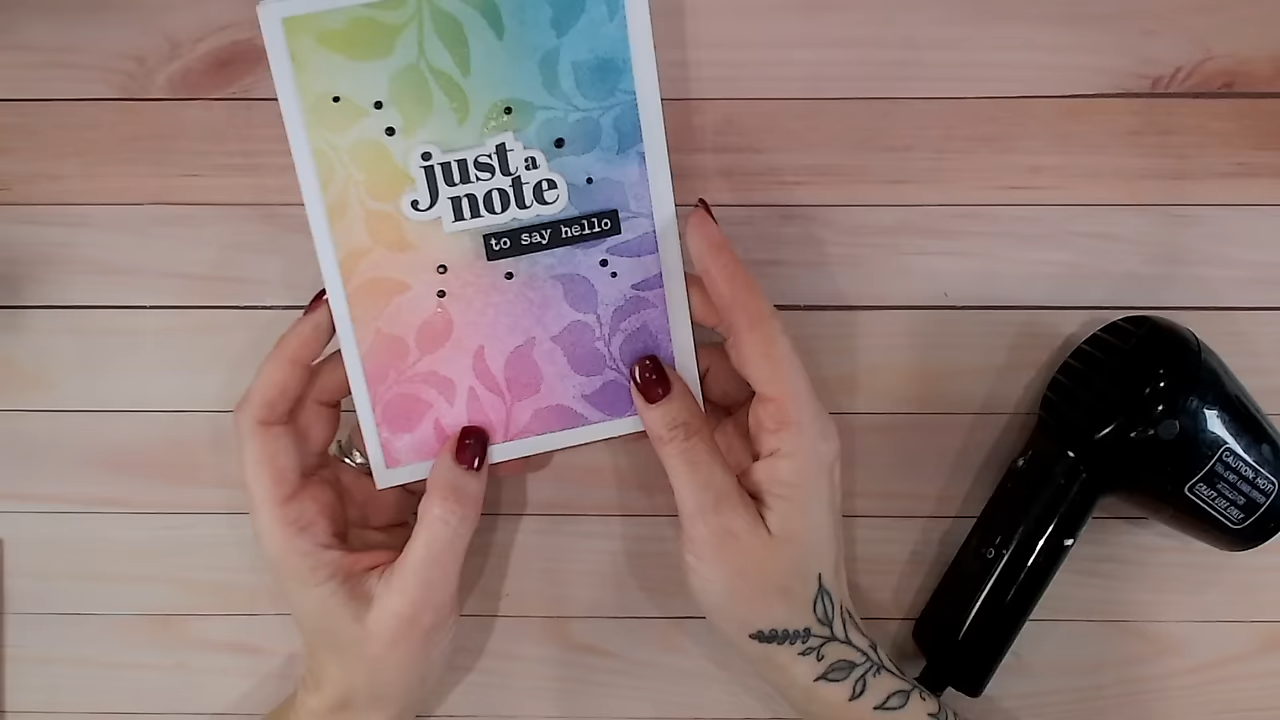 just a
note
to say hello
CAUTION: HOT!
CRAFT USE ONLY